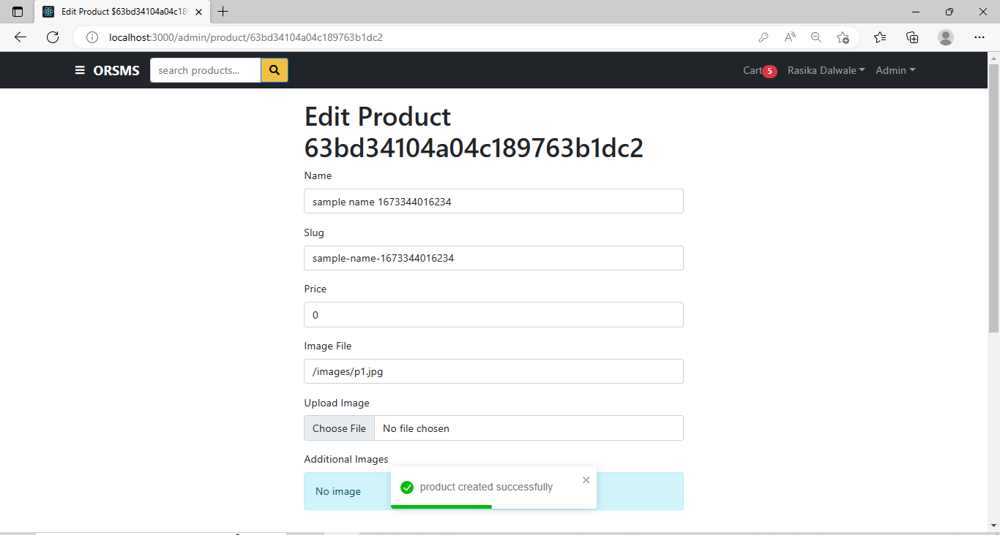 Edit Product $63bd34104a04c189
localhost:3000/admin/product/63bd34104a04c189763b1dc2
ORSMS
search products...
Cart 5
Rasika Dalwale
Admin
Edit Product
63bd34104a04c189763b1dc2
Name
sample name 1673344016234
Slug
sample-name-1673344016234
Price
0
Image File
/images/p1.jpg
Upload Image
Choose File No file chosen
Additional Images
No image
product created successfully